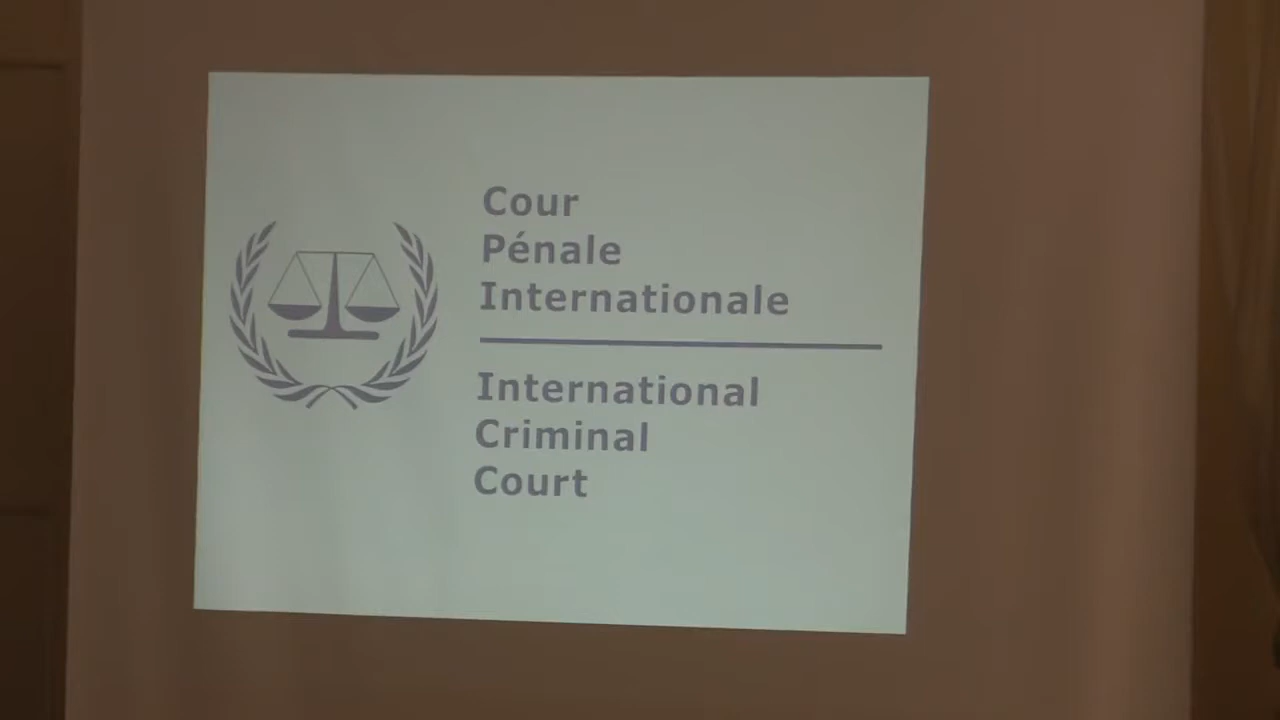 Cour
Pénale
Internationale
International
Criminal
Court